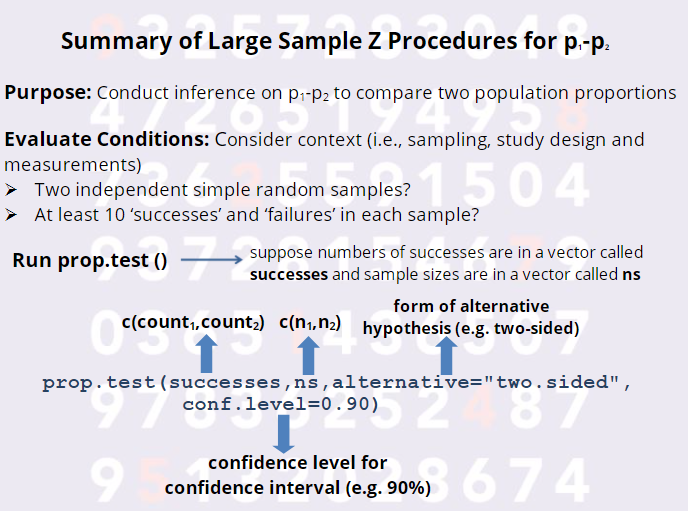 Summary of Large Sample Z Procedures for p₁-p₂
Purpose: Conduct inference on p₁-p₂ to compare two population proportions
Evaluate Conditions: Consider context (i.e., sampling, study design and
measurements)
➢ Two independent simple random samples?
➢ At least 10 ‘successes’ and ‘failures’ in each sample?
Run prop.test ()
suppose numbers of successes are in a vector called
successes and sample sizes are in a vector called ns
c(count₁,count₂) c(n₁,n₂)
form of alternative
hypothesis (e.g. two-sided)
prop.test(successes,ns,alternative="two.sided",
conf.level=0.90)
confidence level for
confidence interval (e.g. 90%)